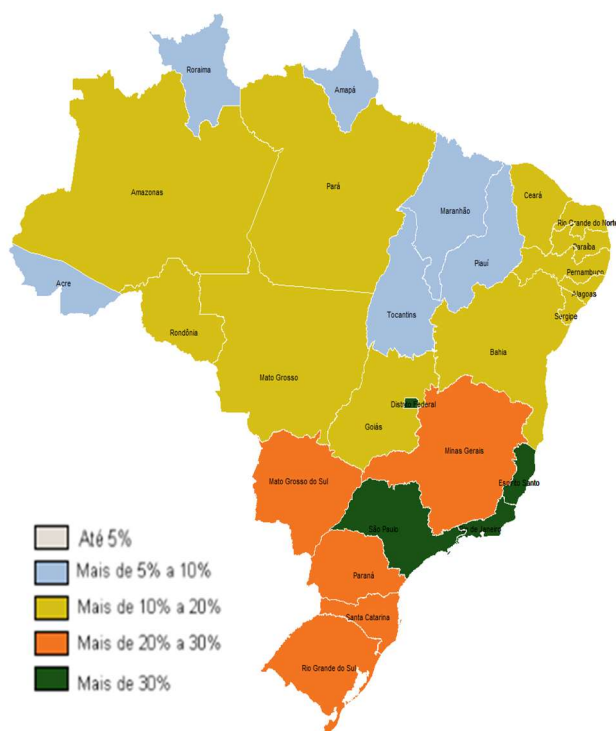 Roraima
Amapá
Amazonas
Pará
Maranhão
Ceará
Rio Grande do Norte
Paraíba
Piauí
Pernambuco
Acre
Alagoas
Tocantins
Sergipe
Rondônia
Bahia
Mato Grosso
Distrito Federal
Goiás
Minas Gerais
Mato Grosso do Sul
Espírito Santo
São Paulo
de Janeiro
Paraná
Santa Catarina
Rio Grande do Sul
Até 5%
Mais de 5% a 10%
Mais de 10% a 20%
Mais de 20% a 30%
Mais de 30%